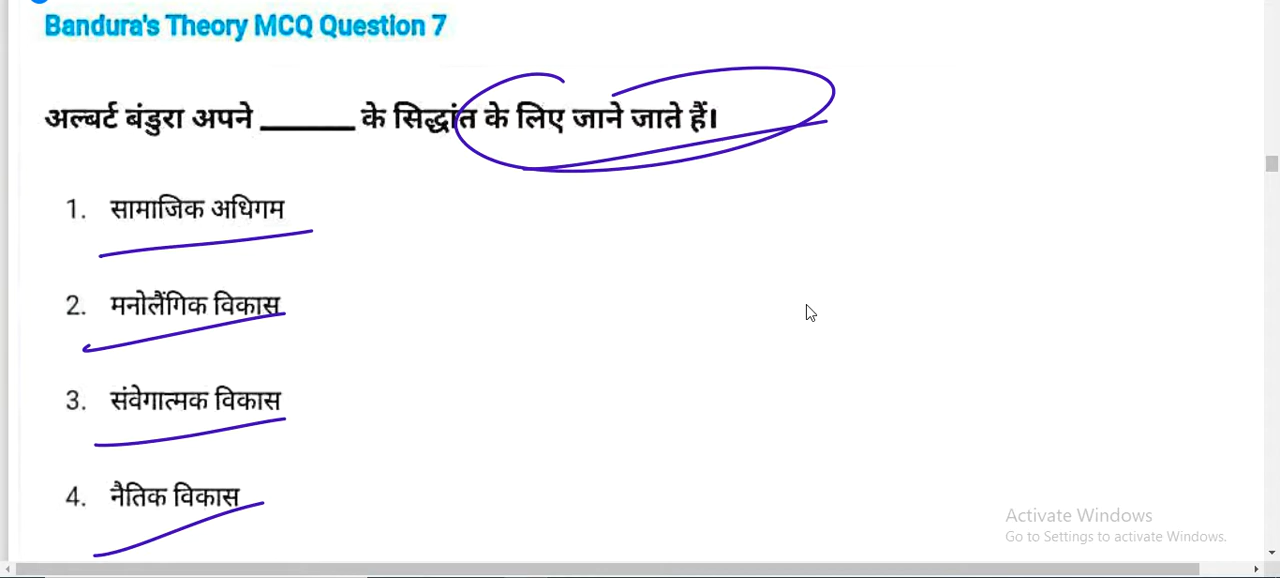 Bandura's Theory MCQ Question 7
अल्बर्ट बंडुरा अपने ______ के सिद्धांत के लिए जाने जाते हैं।
1. सामाजिक अधिगम
2. मनोलैंगिक विकास
3. संवेगात्मक विकास
4. नैतिक विकास
Activate Windows
Go to Settings to activate Windows.